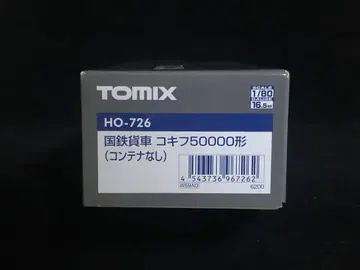 TOMIX
SCALE
1/80
GAUGE
16.5mm
HO-726
国鉄貨車 コキフ50000形
(コンテナなし)
4 543736 967262
6200